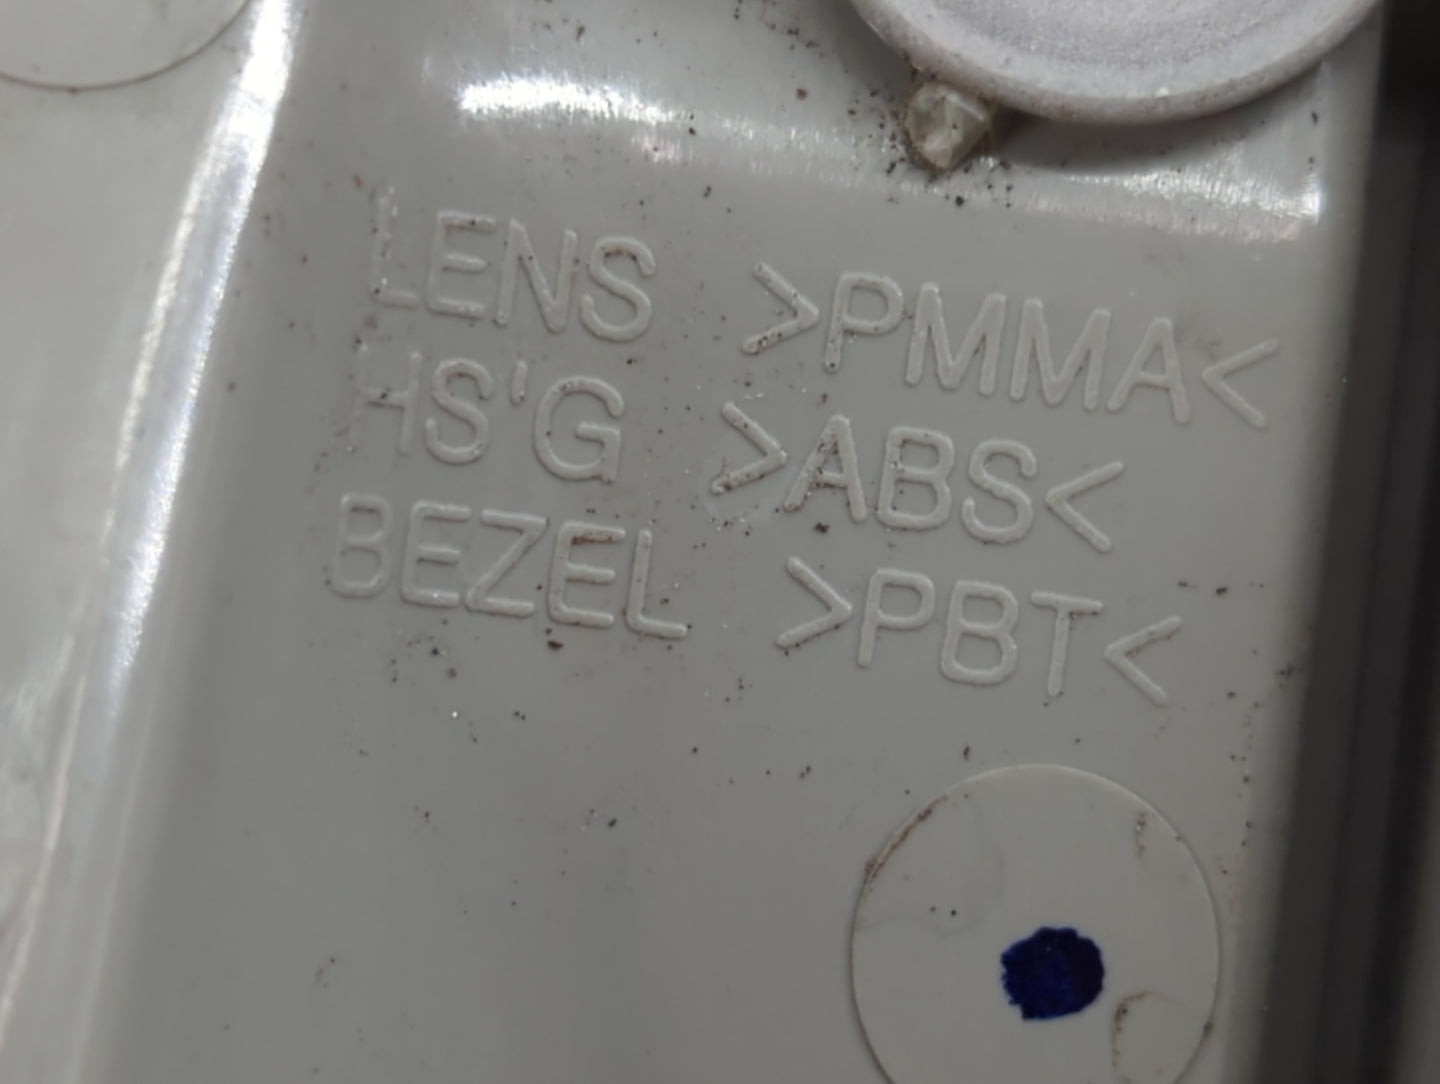 LENS >PMMA<
HS'G >ABS<
BEZEL >PBT<